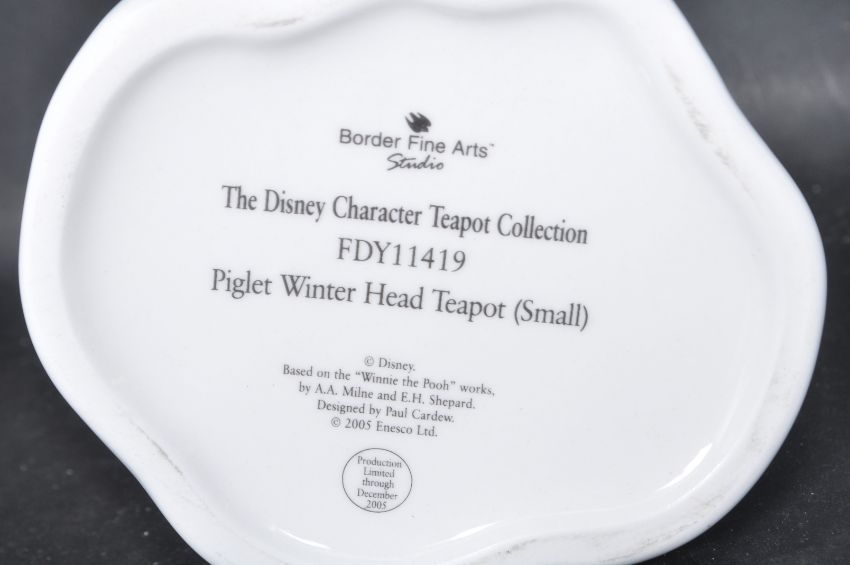 Border Fine Arts™
Studio
The Disney Character Teapot Collection
FDY11419
Piglet Winter Head Teapot (Small)
© Disney.
Based on the “Winnie the Pooh” works,
by A.A. Milne and E.H. Shepard.
Designed by Paul Cardew.
© 2005 Enesco Ltd.
Production
Limited
through
December
2005